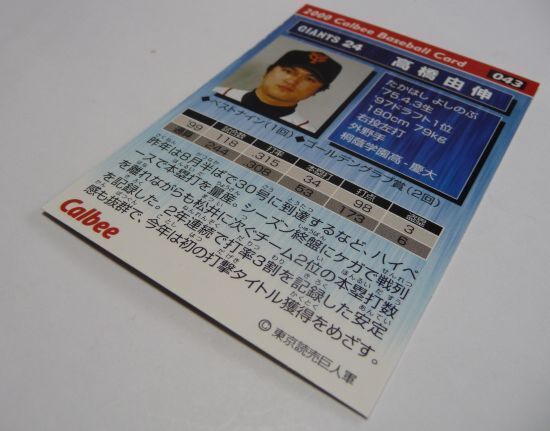 2000 Calbee Baseball Card
043
GIANTS 24
高橋由伸
たかはし よしのぶ
'75.4.3生
'97ドラフト1位
180cm 79kg
右投左打
外野手
桐蔭学園高・慶大
◆ベストナイン(1回)◆ゴールデングラブ賞(2回)
打率 打点
99 118 315 34 98 3
244 308 53 173 6
昨年は8月半ばで30号に到達するなど、ハイペ
ースで本塁打を量産。シーズン終盤にケガで戦列
を離れながらも松井に次ぐチーム2位の本塁打数
を記録した。2年連続で打率3割を記録した安定
感も抜群で、今年は初の打撃タイトル獲得をめざす。
Calbee
©東京読売巨人軍